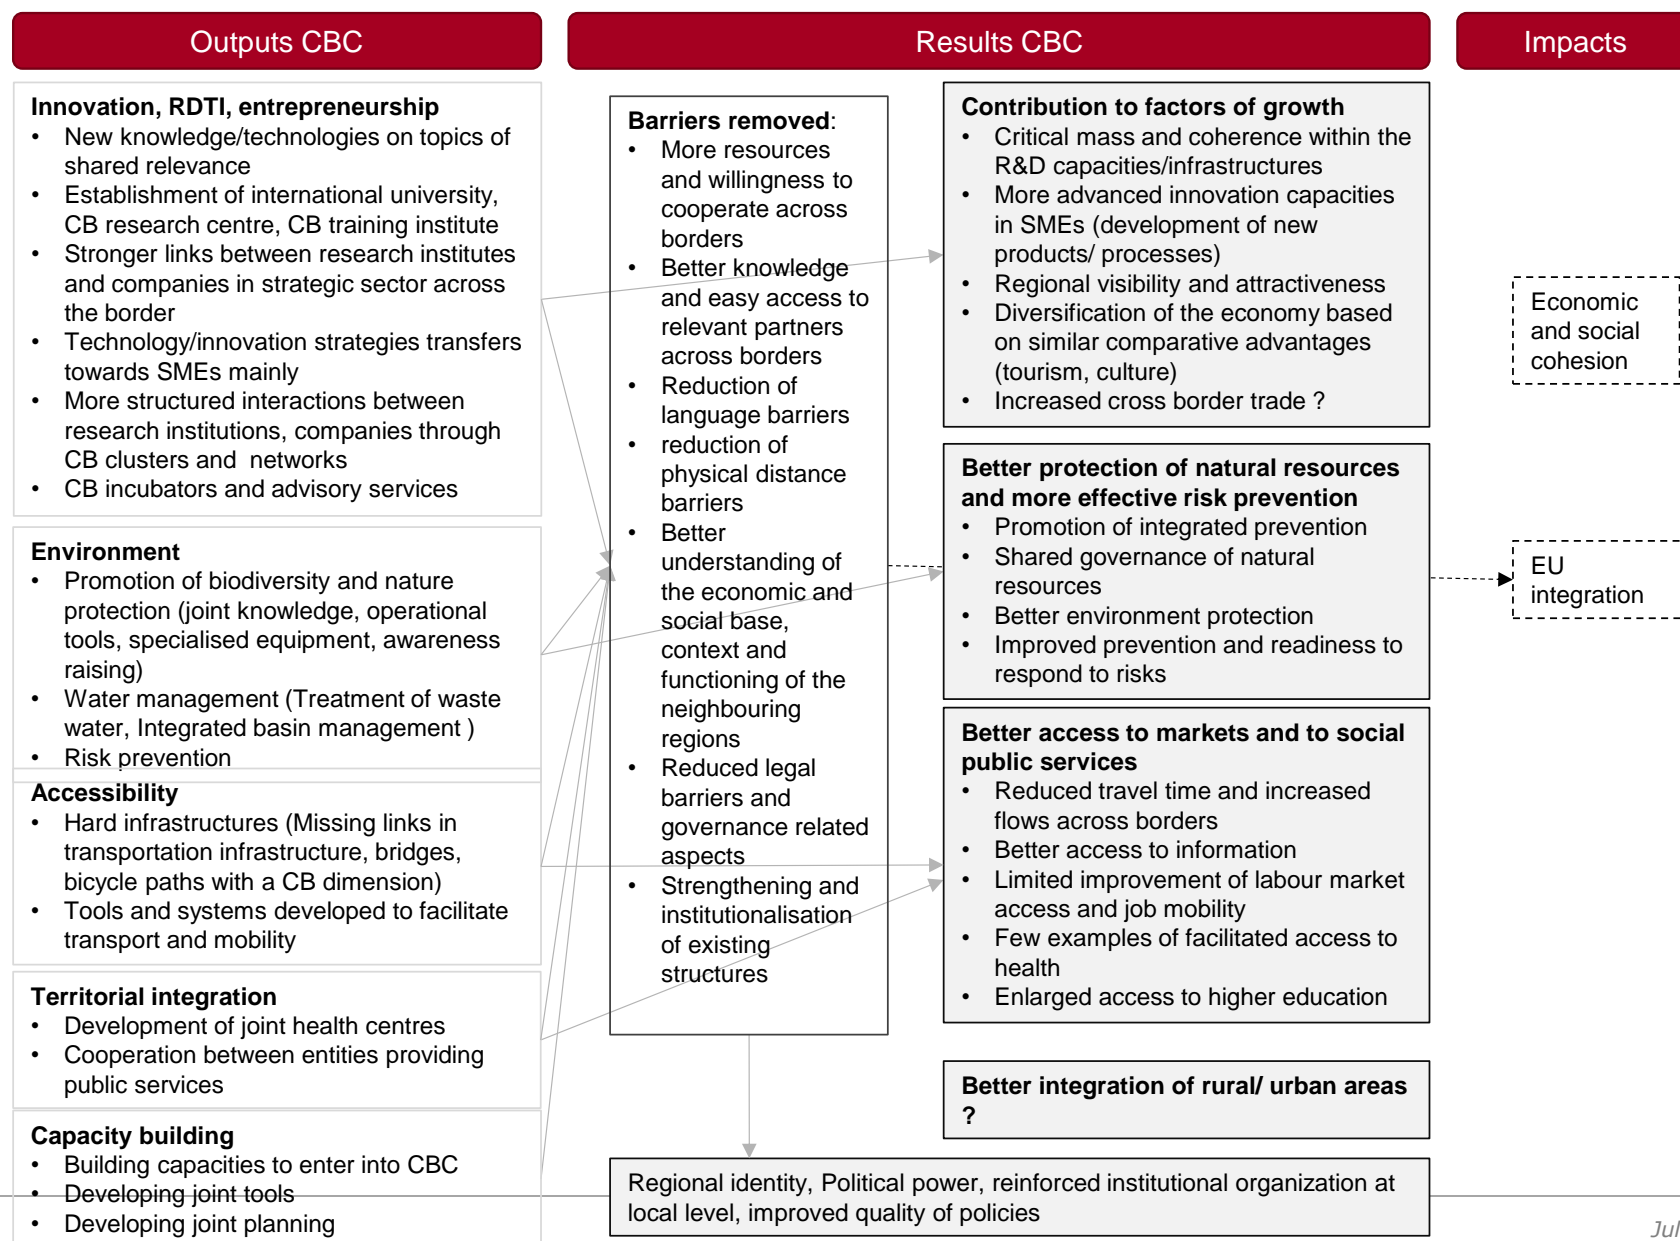 Outputs CBC
Results CBC
Impacts
Innovation, RDTI, entrepreneurship
• New knowledge/technologies on topics of
shared relevance
• Establishment of international university,
CB research centre, CB training institute
• Stronger links between research institutes
and companies in strategic sector across
the border
• Technology/innovation strategies transfers
towards SMEs mainly
• More structured interactions between
research institutions, companies through
CB clusters and networks
• CB incubators and advisory services
Environment
• Promotion of biodiversity and nature
protection (joint knowledge, operational
tools, specialised equipment, awareness
raising)
• Water management (Treatment of waste
water, Integrated basin management )
• Risk prevention
Accessibility
• Hard infrastructures (Missing links in
transportation infrastructure, bridges,
bicycle paths with a CB dimension)
• Tools and systems developed to facilitate
transport and mobility
Territorial integration
• Development of joint health centres
• Cooperation between entities providing
public services
Capacity building
• Building capacities to enter into CBC
• Developing joint tools
• Developing joint planning
Barriers removed:
• More resources
and willingness to
cooperate across
borders
• Better knowledge
and easy access to
relevant partners
across borders
• Reduction of
language barriers
• reduction of
physical distance
barriers
• Better
understanding of
the economic and
social base,
context and
functioning of the
neighbouring
regions
• Reduced legal
barriers and
governance related
aspects
• Strengthening and
institutionalisation
of existing
structures
Contribution to factors of growth
• Critical mass and coherence within the
R&D capacities/infrastructures
• More advanced innovation capacities
in SMEs (development of new
products/ processes)
• Regional visibility and attractiveness
• Diversification of the economy based
on similar comparative advantages
(tourism, culture)
• Increased cross border trade ?
Better protection of natural resources
and more effective risk prevention
• Promotion of integrated prevention
• Shared governance of natural
resources
• Better environment protection
• Improved prevention and readiness to
respond to risks
Better access to markets and to social
public services
• Reduced travel time and increased
flows across borders
• Better access to information
• Limited improvement of labour market
access and job mobility
• Few examples of facilitated access to
health
• Enlarged access to higher education
Better integration of rural/ urban areas
?
Regional identity, Political power, reinforced institutional organization at
local level, improved quality of policies
Economic
and social
cohesion
EU
integration
Jul